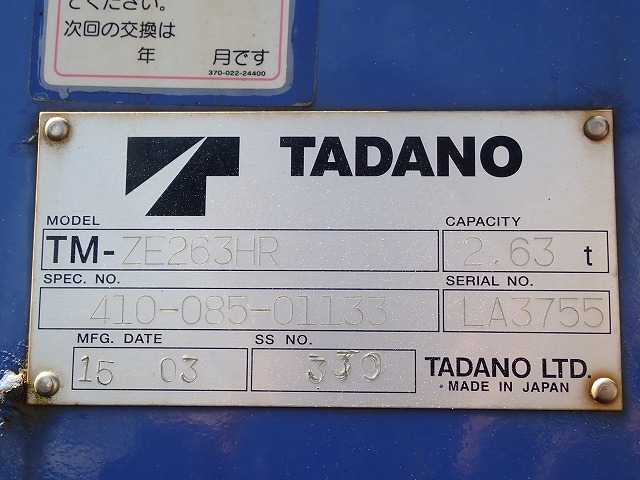 てください。
次回の交換は
年 月です
370-022-24400
TADANO
MODEL CAPACITY
TM-ZE263HR 2.63 t
SPEC. NO. SERIAL NO.
410-085-01133 LA3755
MFG. DATE SS NO.
15 03 330 TADANO LTD.
MADE IN JAPAN